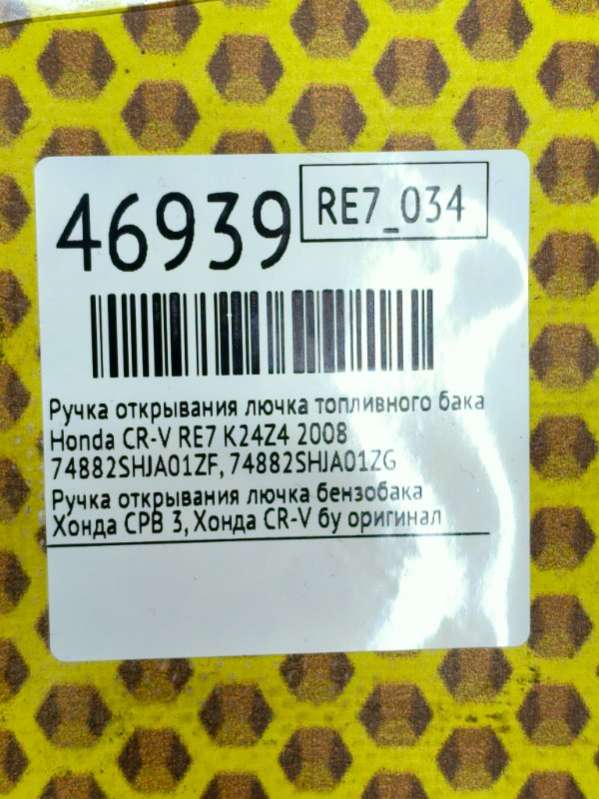 46939
RE7_034
Ручка открывания лючка топливного бака
Honda CR-V RE7 K24Z4 2008
74882SHJA01ZF, 74882SHJA01ZG
Ручка открывания лючка бензобака
Хонда СРВ 3, Хонда CR-V бу оригинал